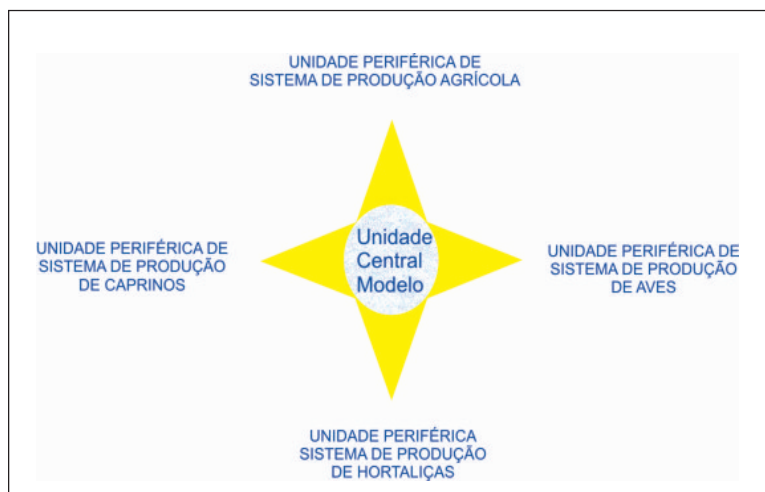 UNIDADE PERIFÉRICA DE
SISTEMA DE PRODUÇÃO AGRÍCOLA
UNIDADE PERIFÉRICA DE
SISTEMA DE PRODUÇÃO
DE CAPRINOS
Unidade
Central
Modelo
UNIDADE PERIFÉRICA DE
SISTEMA DE PRODUÇÃO
DE AVES
UNIDADE PERIFÉRICA
SISTEMA DE PRODUÇÃO
DE HORTALIÇAS